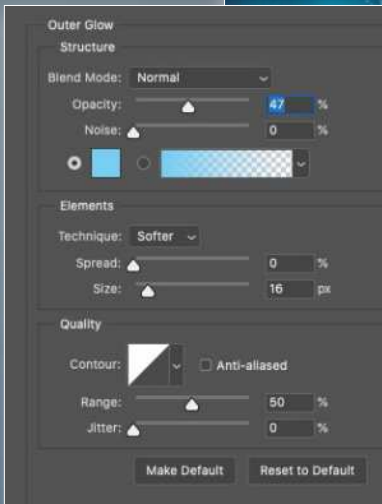 Outer Glow
Structure
Blend Mode: Normal
Opacity: 47 %
Noise: 0 %
Elements
Technique: Softer
Spread: 0 %
Size: 16 px
Quality
Contour: Anti-aliased
Range: 50 %
Jitter: 0 %
Make Default Reset to Default